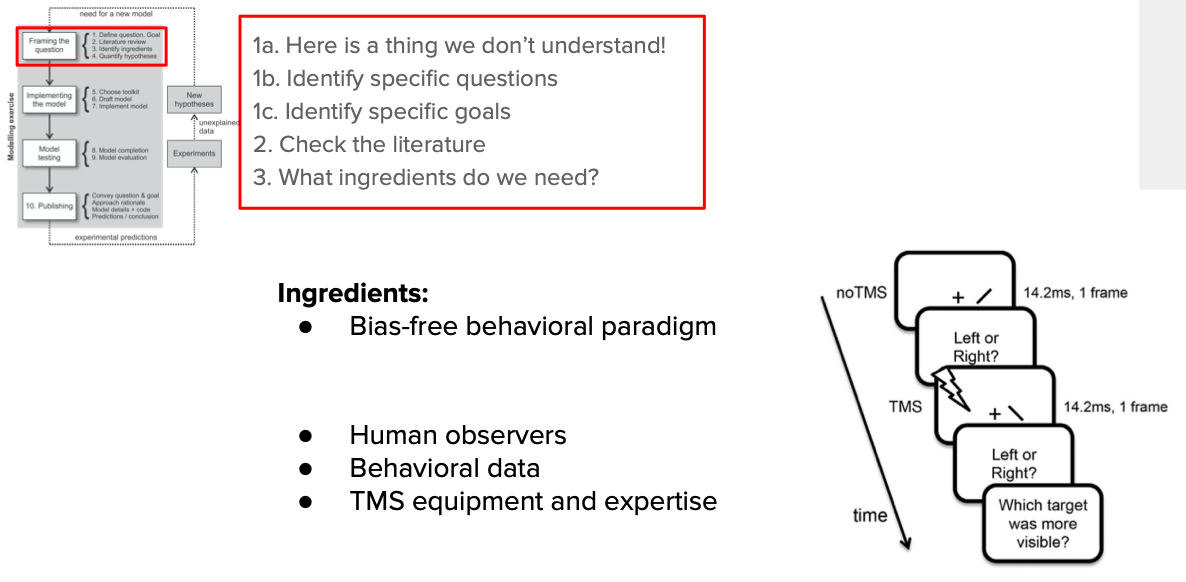 need for a new model
Framing the
question
1. Define question, Goal
2. Literature review
3. Identify ingredients
4. Quantify hypotheses
Implementing
the model
5. Choose toolkit
6. Draft model
7. Implement model
Model
testing
8. Model completion
9. Model evaluation
10. Publishing
Convey question & goal
Approach rationale
Model details + code
Predictions / conclusion
Modelling exercise
New
hypotheses
unexplained
data
Experiments
experimental predictions
1a. Here is a thing we don’t understand!
1b. Identify specific questions
1c. Identify specific goals
2. Check the literature
3. What ingredients do we need?
Ingredients:
● Bias-free behavioral paradigm
● Human observers
● Behavioral data
● TMS equipment and expertise
noTMS
+
14.2ms, 1 frame
Left or
Right?
TMS
+
14.2ms, 1 frame
Left or
Right?
Which target
was more
visible?
time